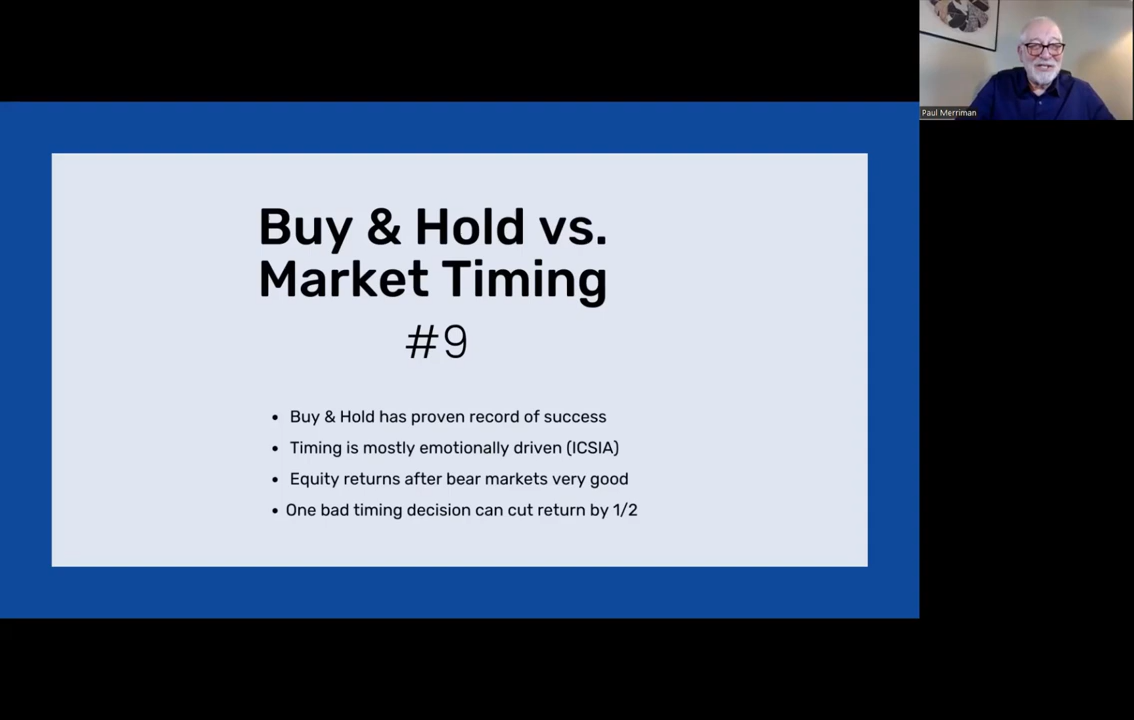 Buy & Hold vs.
Market Timing
#9
• Buy & Hold has proven record of success
• Timing is mostly emotionally driven (ICSIA)
• Equity returns after bear markets very good
• One bad timing decision can cut return by 1/2
Paul Merriman